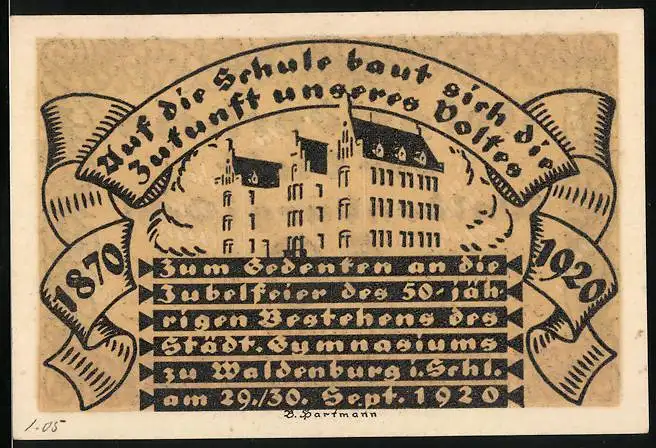 Auf die Schule baut sich die
Zukunft unseres Volkes
1870
1920
Zum Gedenken an die
Jubelfeier des 50-jäh-
rigen Bestehens des
Städt. Gymnasiums
zu Waldenburg i. Schl.
am 29./30. Sept. 1920
B. Hartmann
1-05